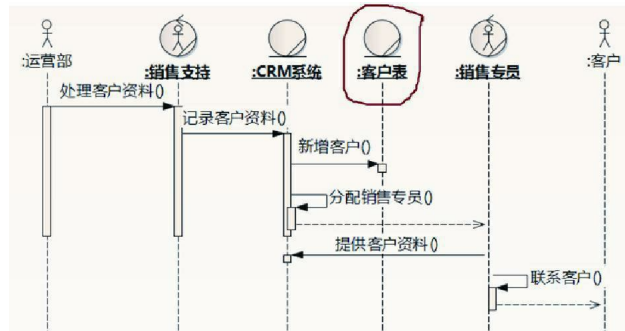 :运营部
:销售支持
:CRM系统
:客户表
:销售专员
:客户
处理客户资料()
记录客户资料()
新增客户()
分配销售专员()
提供客户资料()
联系客户()